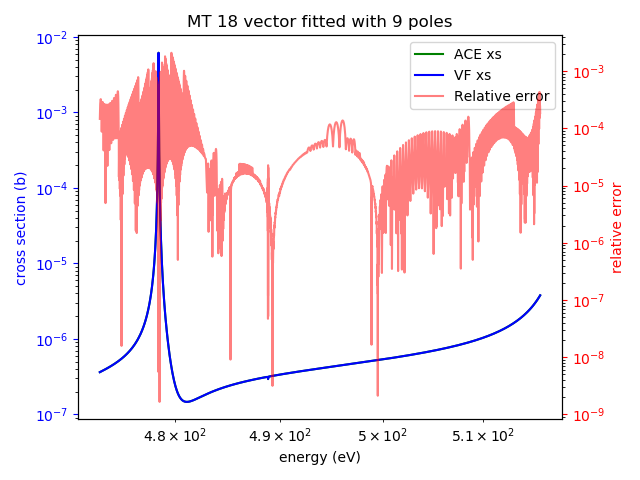 MT 18 vector fitted with 9 poles
ACE xs
VF xs
Relative error
cross section (b)
10⁻²
10⁻³
10⁻⁴
10⁻⁵
10⁻⁶
10⁻⁷
relative error
10⁻³
10⁻⁴
10⁻⁵
10⁻⁶
10⁻⁷
10⁻⁸
10⁻⁹
4.8 × 10² 4.9 × 10² 5 × 10² 5.1 × 10²
energy (eV)